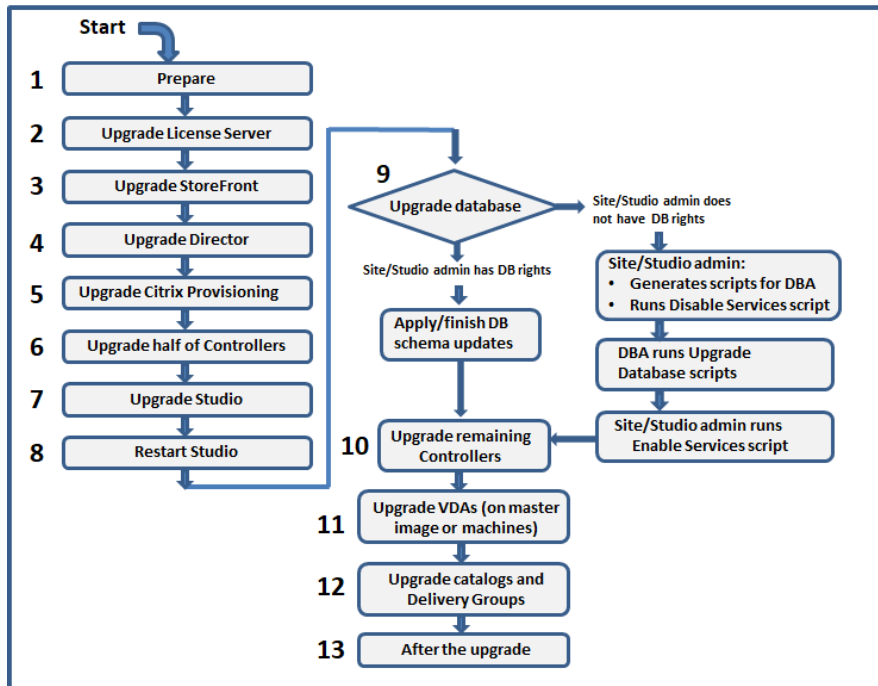 Start
1
Prepare
2
Upgrade License Server
3
Upgrade StoreFront
4
Upgrade Director
5
Upgrade Citrix Provisioning
6
Upgrade half of Controllers
7
Upgrade Studio
8
Restart Studio
9
Upgrade database
Site/Studio admin does
not have DB rights
Site/Studio admin has DB rights
Site/Studio admin:
• Generates scripts for DBA
• Runs Disable Services script
Apply/finish DB
schema updates
DBA runs Upgrade
Database scripts
Site/Studio admin runs
Enable Services script
10
Upgrade remaining
Controllers
11
Upgrade VDAs (on master
image or machines)
12
Upgrade catalogs and
Delivery Groups
13
After the upgrade